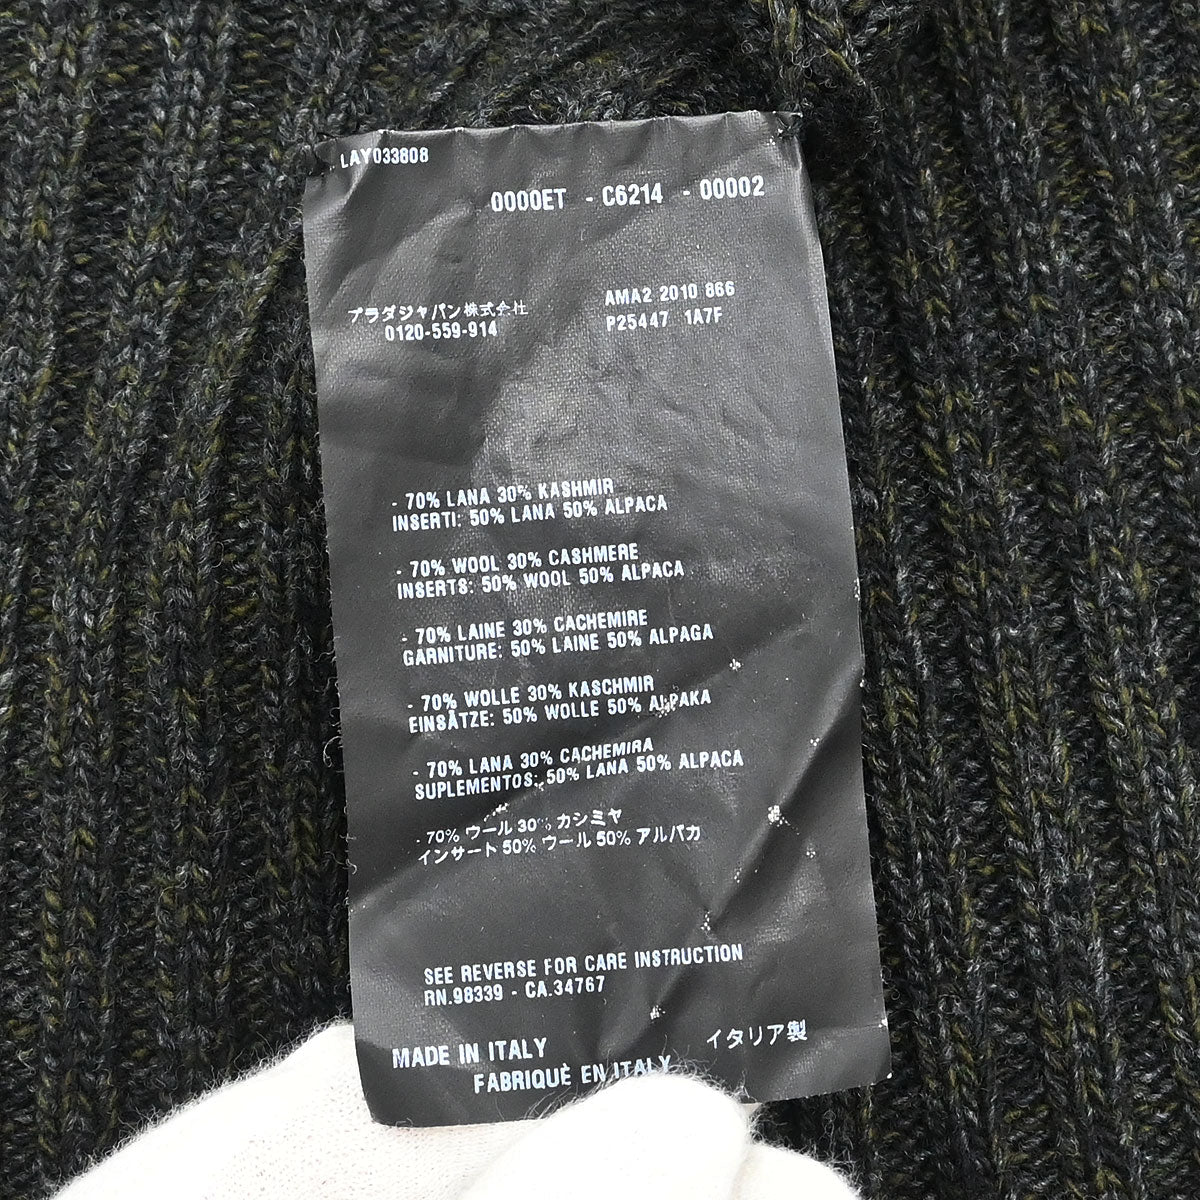 LAY033808
0000ET - C6214 - 00002
プラダジャパン株式会社
0120-559-914
AMA2 2010 866
P25447 1A7F
- 70% LANA 30% KASHMIR
INSERTI: 50% LANA 50% ALPACA
- 70% WOOL 30% CASHMERE
INSERTS: 50% WOOL 50% ALPACA
- 70% LAINE 30% CACHEMIRE
GARNITURE: 50% LAINE 50% ALPAGA
- 70% WOLLE 30% KASCHMIR
EINSÄTZE: 50% WOLLE 50% ALPAKA
- 70% LANA 30% CACHEMIRA
SUPLEMENTOS: 50% LANA 50% ALPACA
- 70% ウール 30% カシミヤ
インサート 50% ウール 50% アルパカ
SEE REVERSE FOR CARE INSTRUCTION
RN.98339 - CA.34767
MADE IN ITALY
イタリア製
FABRIQUÈ EN ITALY